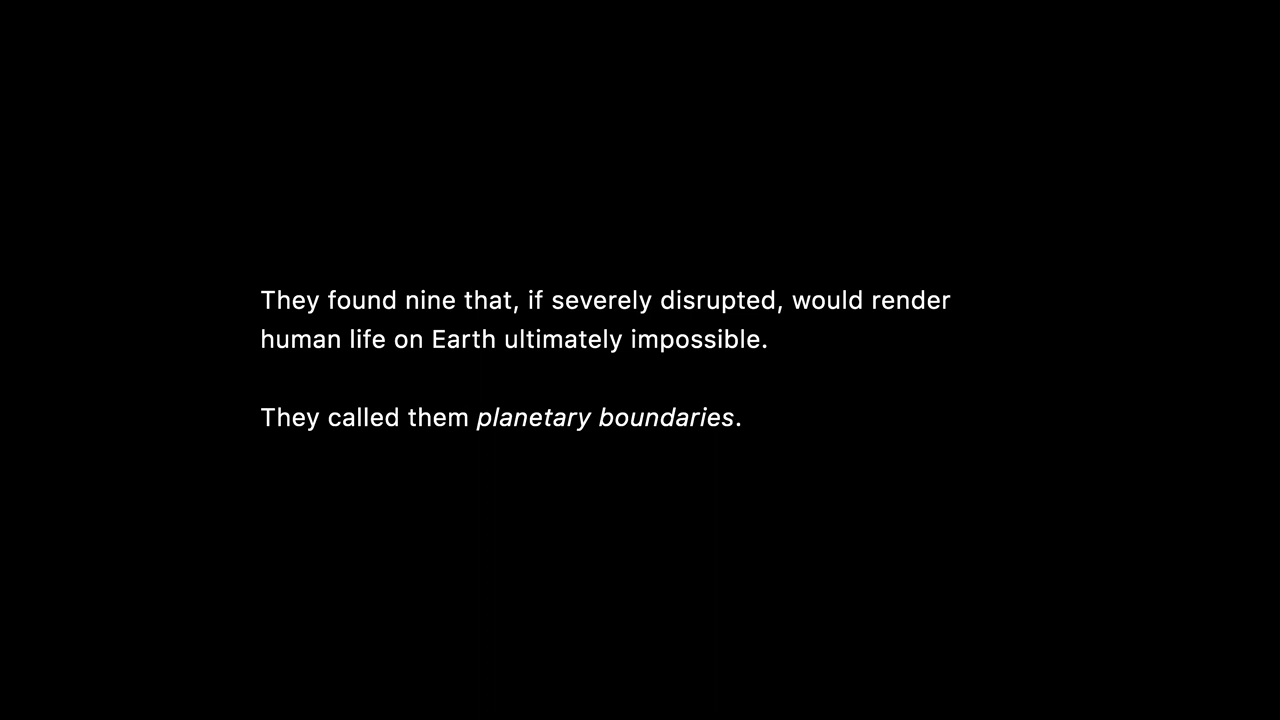 They found nine that, if severely disrupted, would render
human life on Earth ultimately impossible.
They called them planetary boundaries.